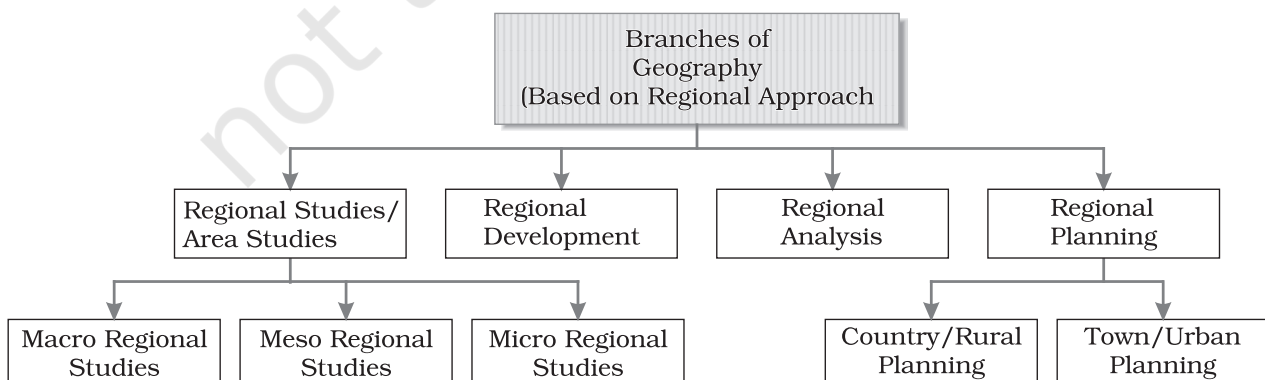 not
Branches of
Geography
(Based on Regional Approach
Regional Studies/
Area Studies
Regional
Development
Regional
Analysis
Regional
Planning
Macro Regional
Studies
Meso Regional
Studies
Micro Regional
Studies
Country/Rural
Planning
Town/Urban
Planning